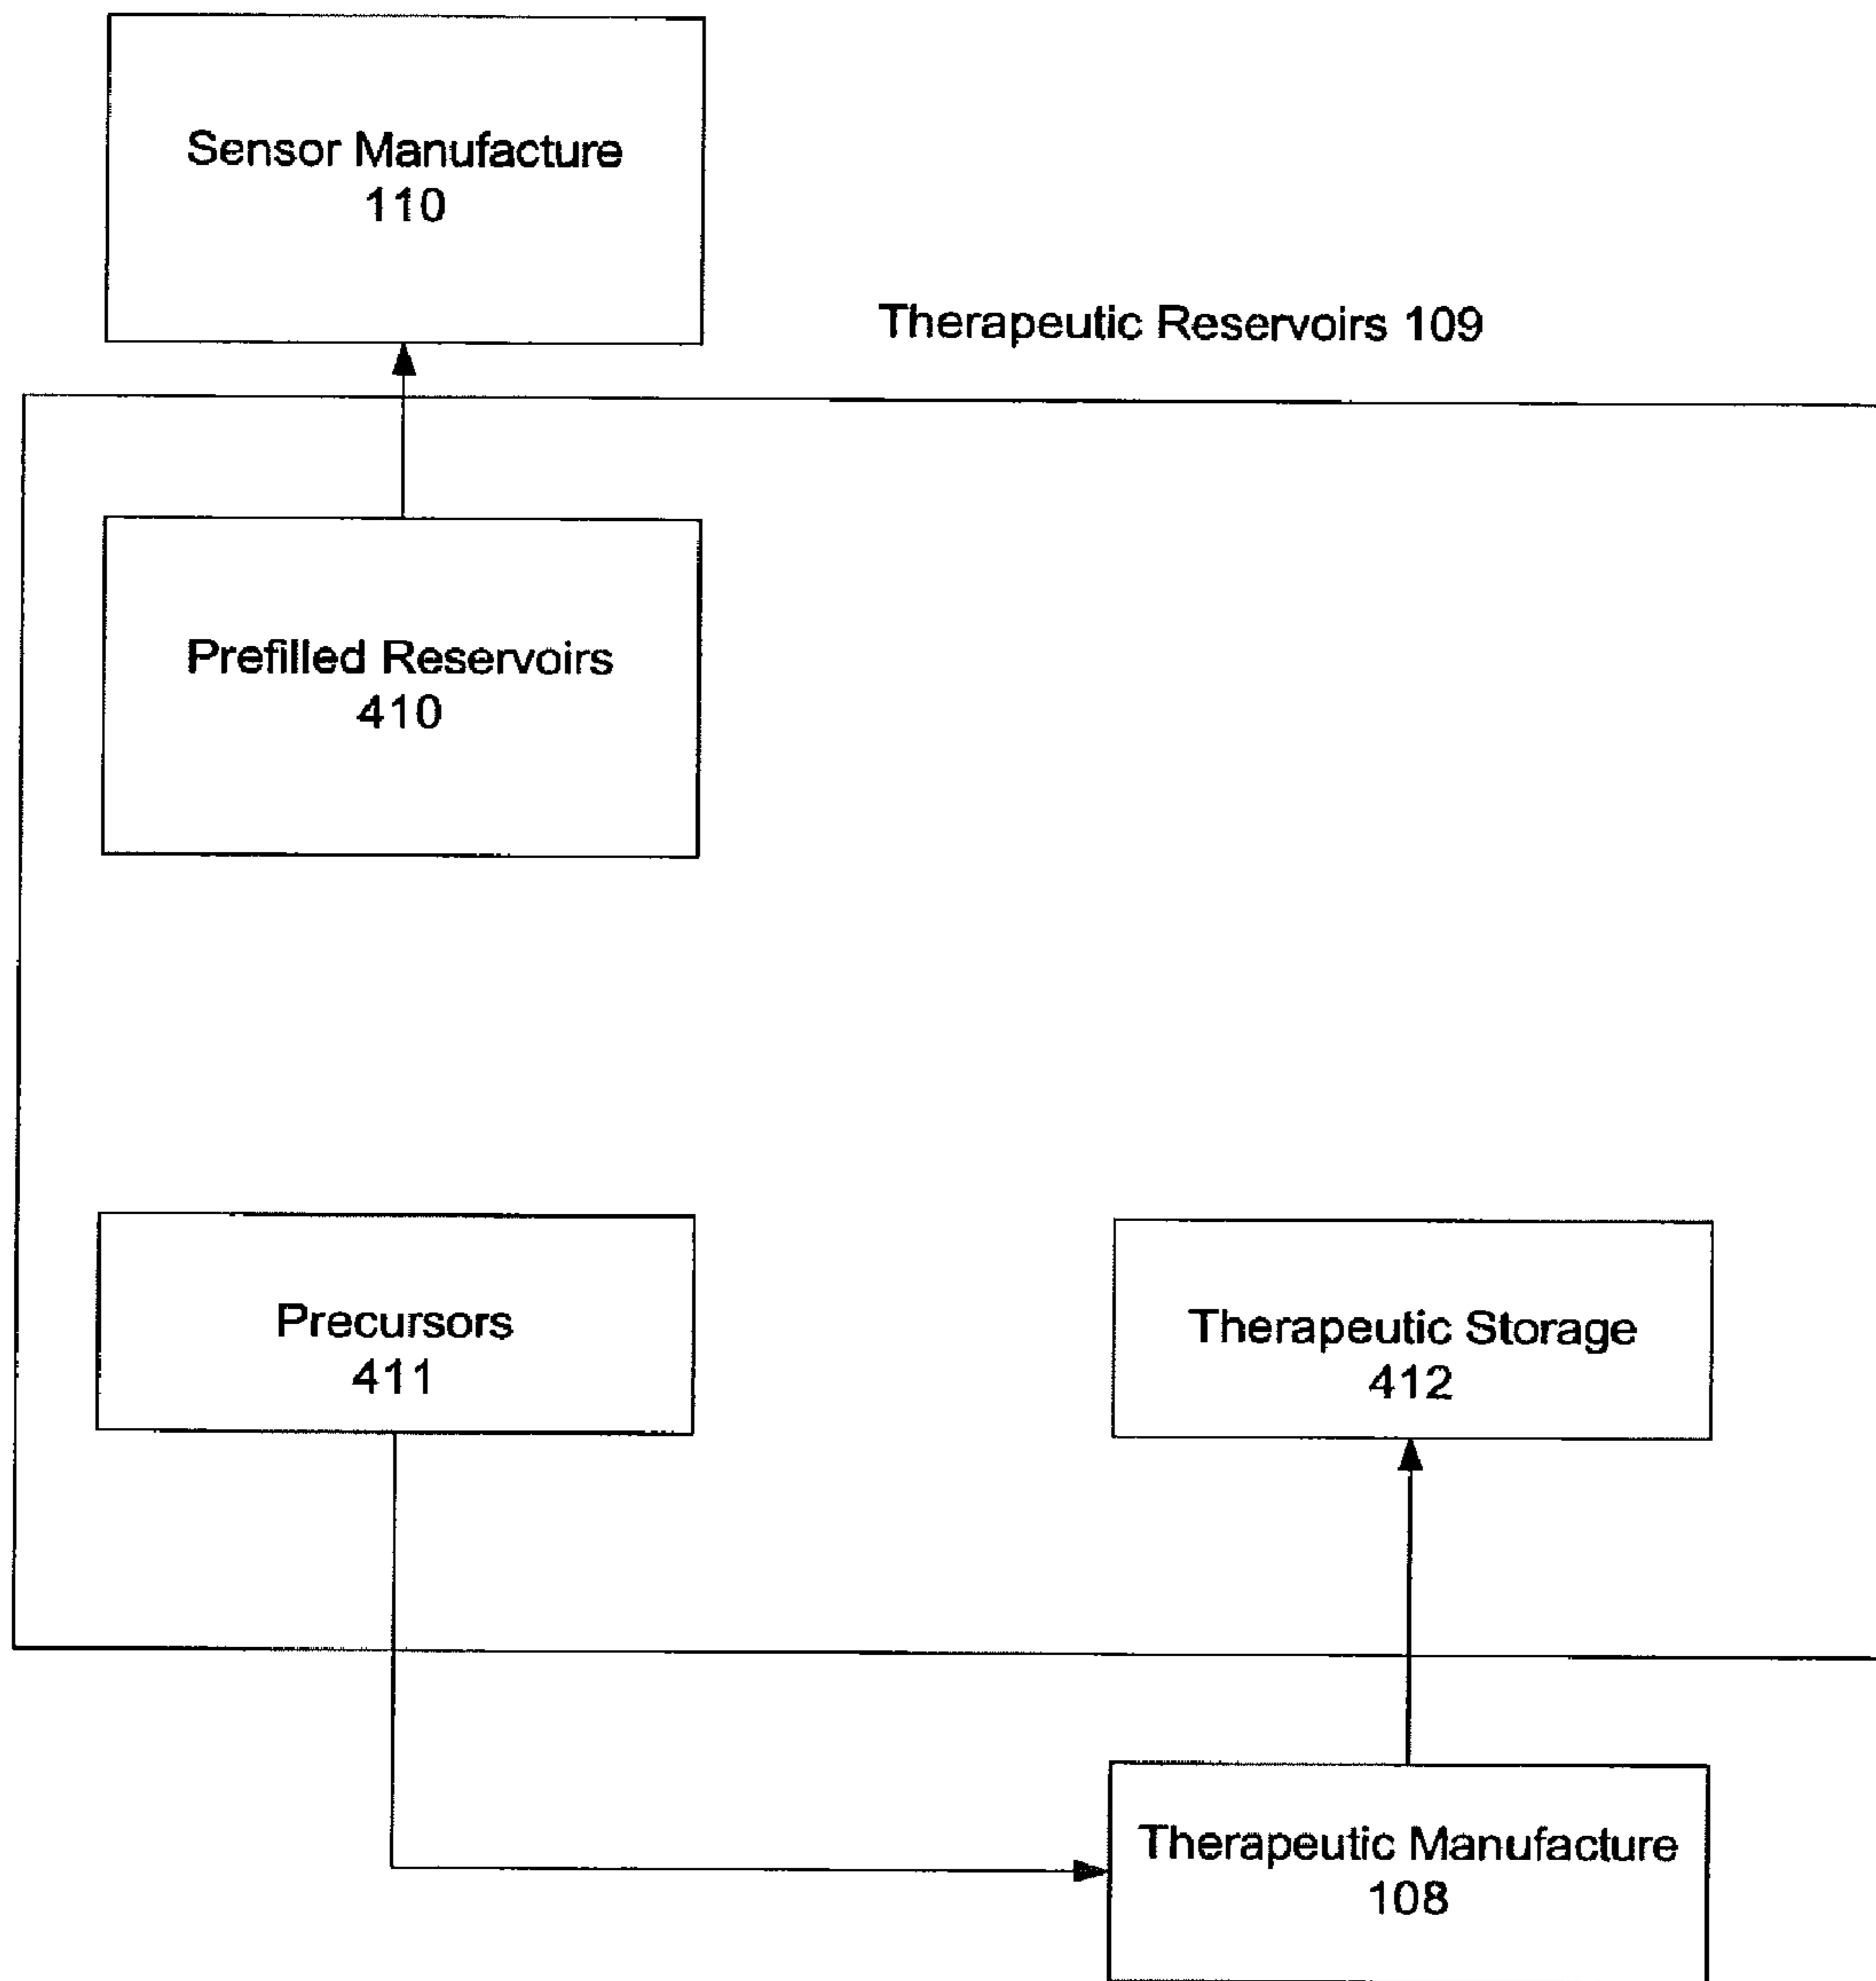 Sensor Manufacture
110
Therapeutic Reservoirs 109
Prefilled Reservoirs
410
Precursors
411
Therapeutic Storage
412
Therapeutic Manufacture
108